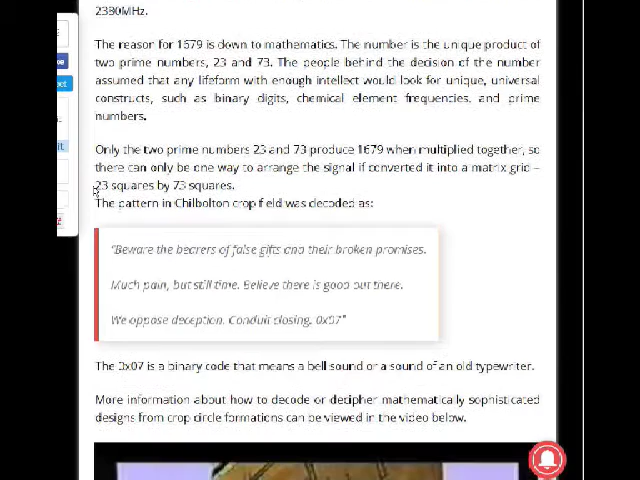 2380MHz.
The reason for 1679 is down to mathematics. The number is the unique product of
two prime numbers, 23 and 73. The people behind the decision of the number
assumed that any lifeform with enough intellect would look for unique, universal
constructs, such as binary digits, chemical element frequencies, and prime
numbers.
Only the two prime numbers 23 and 73 produce 1679 when multiplied together, so
there can only be one way to arrange the signal if converted it into a matrix grid –
23 squares by 73 squares.
The pattern in Chilbolton crop field was decoded as:
"Beware the bearers of false gifts and their broken promises.
Much pain, but still time. Believe there is good out there.
We oppose deception. Conduit closing. 0x07"
The 0x07 is a binary code that means a bell sound or a sound of an old typewriter.
More information about how to decode or decipher mathematically sophisticated
designs from crop circle formations can be viewed in the video below.